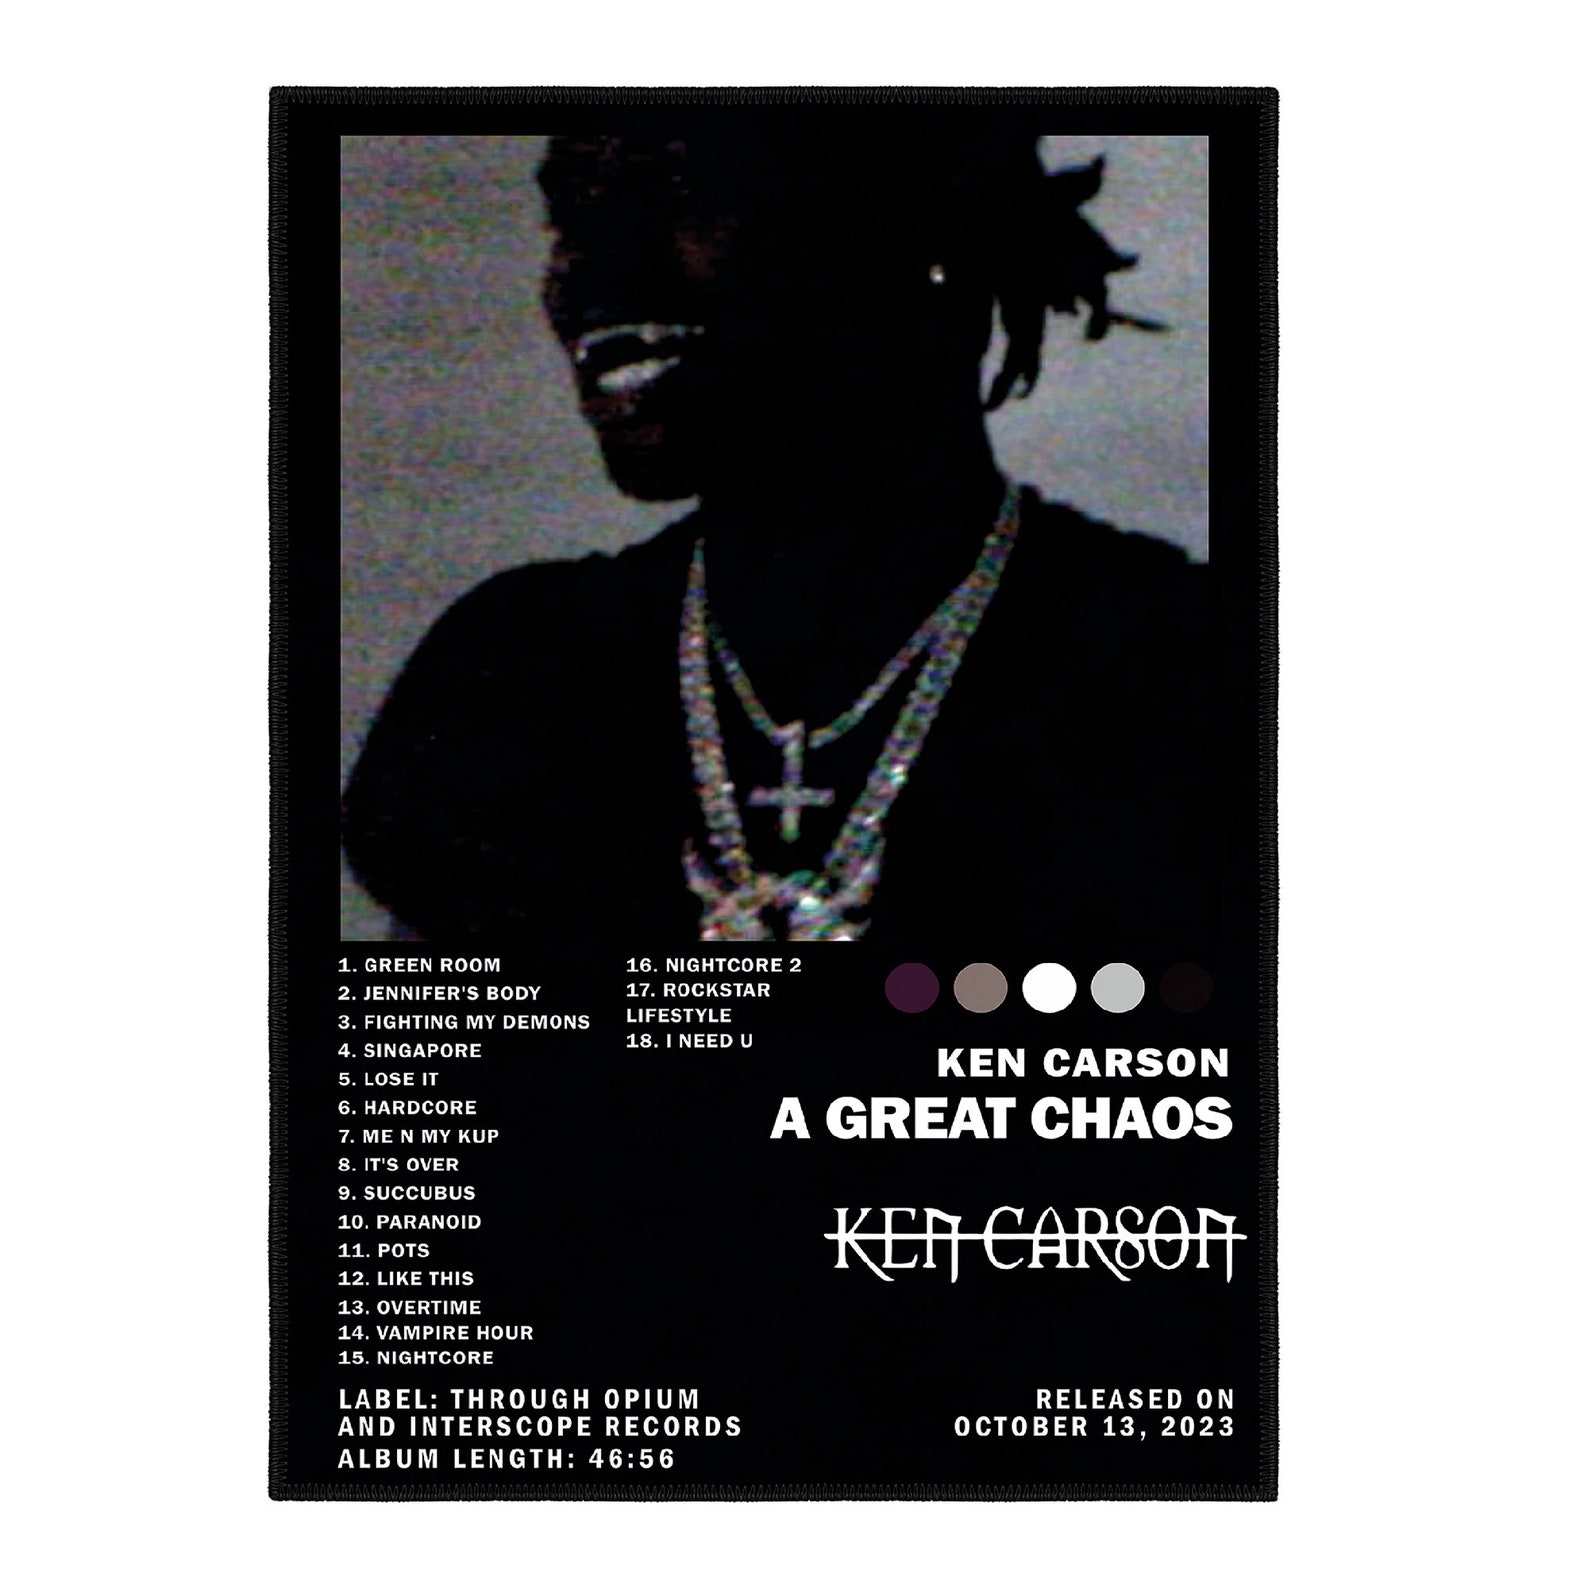 1. GREEN ROOM
2. JENNIFER'S BODY
3. FIGHTING MY DEMONS
4. SINGAPORE
5. LOSE IT
6. HARDCORE
7. ME N MY KUP
8. IT'S OVER
9. SUCCUBUS
10. PARANOID
11. POTS
12. LIKE THIS
13. OVERTIME
14. VAMPIRE HOUR
15. NIGHTCORE
16. NIGHTCORE 2
17. ROCKSTAR
LIFESTYLE
18. I NEED U
KEN CARSON
A GREAT CHAOS
KEN CARSON
LABEL: THROUGH OPIUM
AND INTERSCOPE RECORDS
ALBUM LENGTH: 46:56
RELEASED ON
OCTOBER 13, 2023